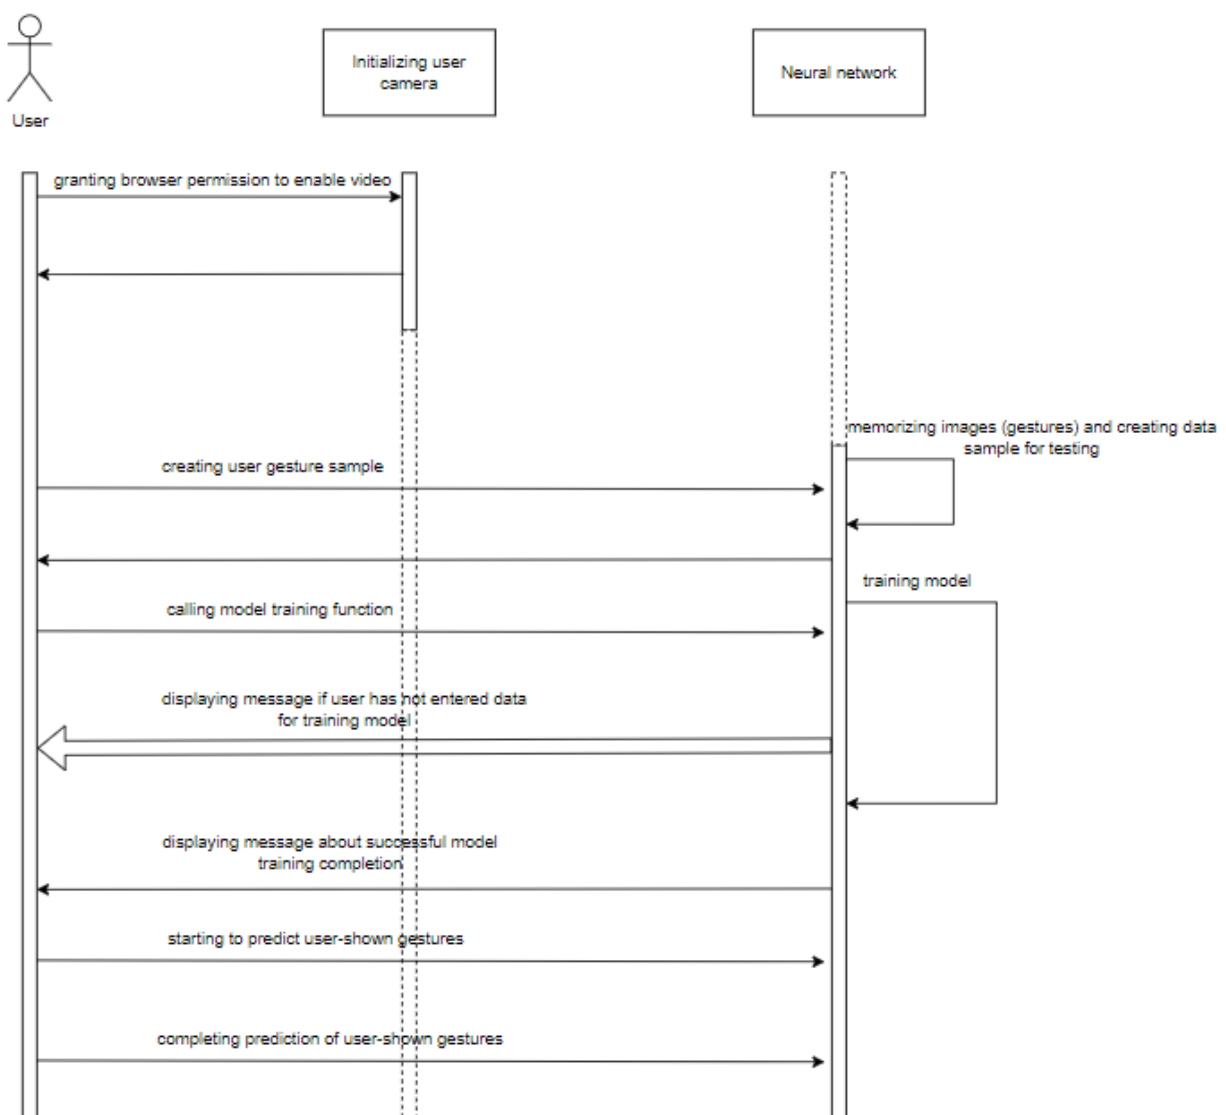 Initializing user
camera
Neural network
User
granting browser permission to enable video
memorizing images (gestures) and creating data
sample for testing
creating user gesture sample
training model
calling model training function
displaying message if user has not entered data
for training model
displaying message about successful model
training completion
starting to predict user-shown gestures
completing prediction of user-shown gestures